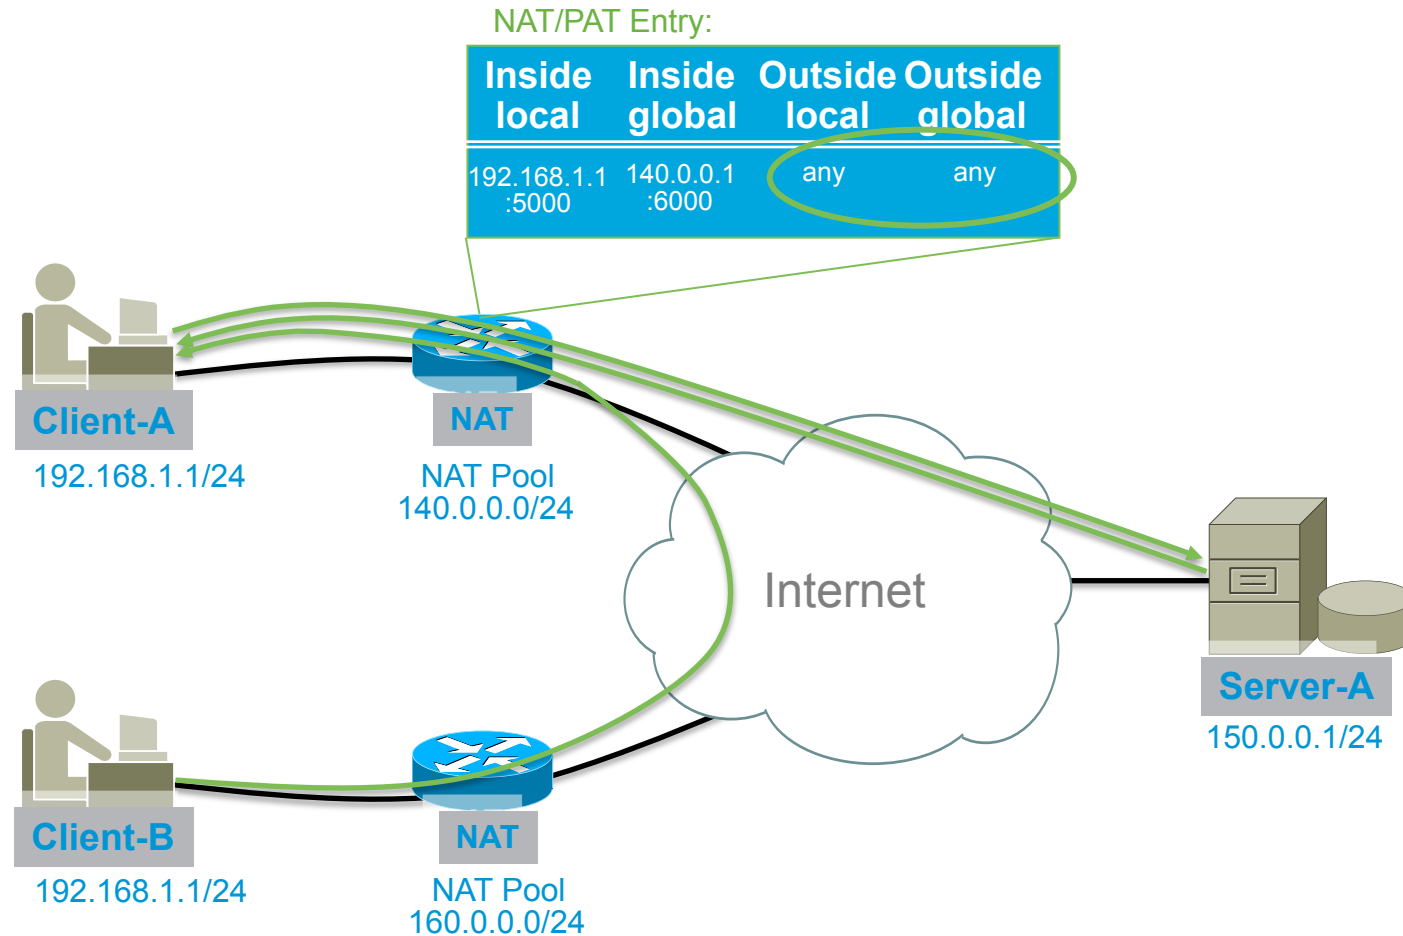 NAT/PAT Entry:
Inside Inside Outside Outside
local global local global
192.168.1.1 140.0.0.1 any any
:5000 :6000
Client-A
192.168.1.1/24
NAT
NAT Pool
140.0.0.0/24
Internet
Server-A
150.0.0.1/24
Client-B
192.168.1.1/24
NAT
NAT Pool
160.0.0.0/24